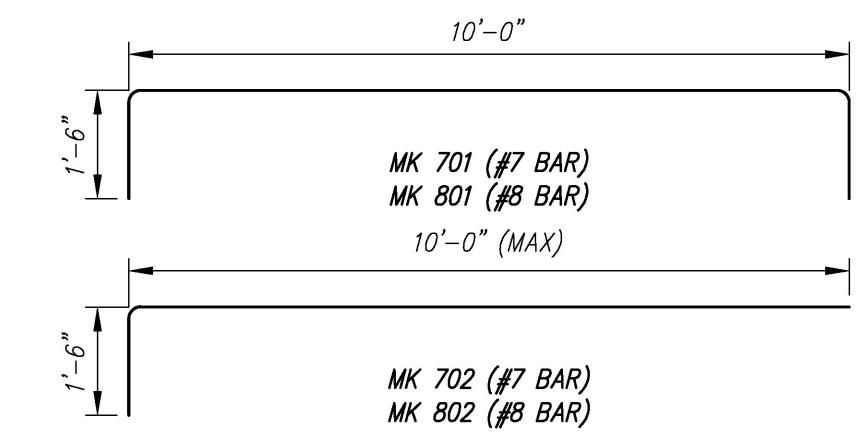 10'-0"
1'-6"
MK 701 (#7 BAR)
MK 801 (#8 BAR)
10'-0" (MAX)
1'-6"
MK 702 (#7 BAR)
MK 802 (#8 BAR)